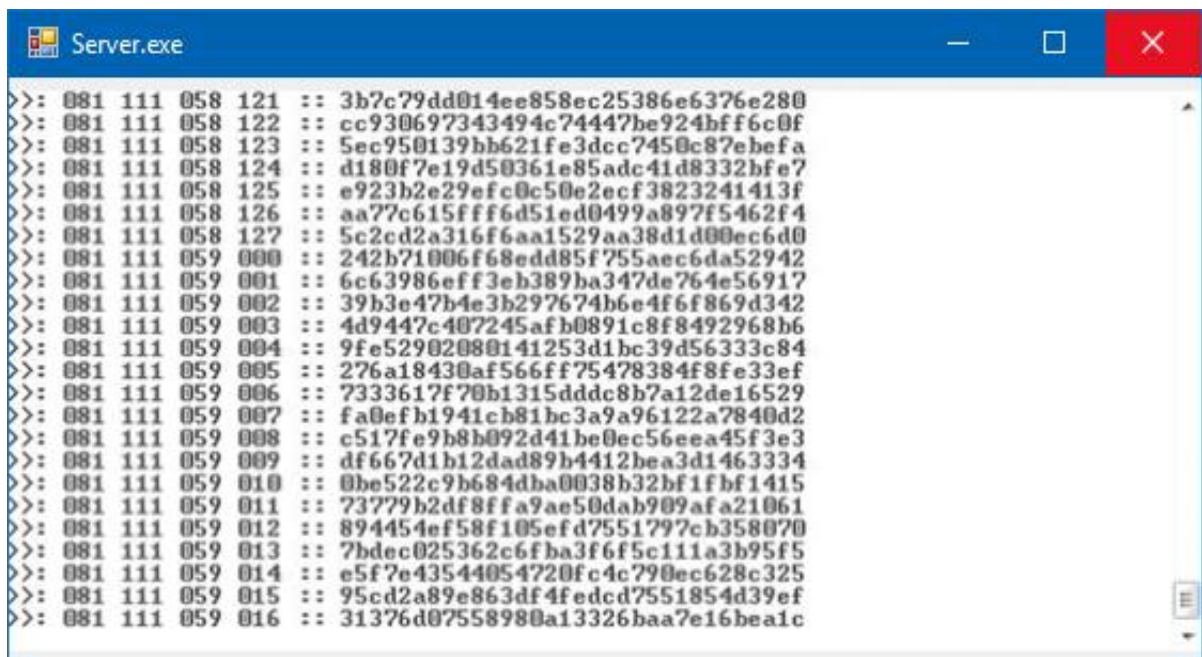 Server.exe
>>: 081 111 058 121 :: 3b7c79dd014ee858ec25386e6376e280
>>: 081 111 058 122 :: cc930697343494c74447be924bff6c0f
>>: 081 111 058 123 :: 5ec950139bb621fe3dcc7450c87ebefa
>>: 081 111 058 124 :: d180f7e19d50361e85adc41d8332bfe7
>>: 081 111 058 125 :: e923b2e29efc0c50e2ecf3823241413f
>>: 081 111 058 126 :: aa77c615fff6d51ed0499a897f5462f4
>>: 081 111 058 127 :: 5c2cd2a316f6aa1529aa38d1d00ec6d0
>>: 081 111 059 000 :: 242b71006f68edd85f755aec6da52942
>>: 081 111 059 001 :: 6c63986eff3eb389ba347de764e56917
>>: 081 111 059 002 :: 39b3e47b4e3b297674b6e4f6f869d342
>>: 081 111 059 003 :: 4d9447c407245afb0891c8f8492968b6
>>: 081 111 059 004 :: 9fe52902080141253d1bc39d56333c84
>>: 081 111 059 005 :: 276a18430af566ff75478384f8fe33ef
>>: 081 111 059 006 :: 7333617f70b1315dddc8b7a12de16529
>>: 081 111 059 007 :: fa0efb1941cb81bc3a9a96122a7840d2
>>: 081 111 059 008 :: c517fe9b8b092d41be0ec56eea45f3e3
>>: 081 111 059 009 :: df667d1b12dad89b4412bea3d1463334
>>: 081 111 059 010 :: 0be522c9b684dba0038b32bf1fbf1415
>>: 081 111 059 011 :: 73779b2df8ffa9ae50dab909afa21061
>>: 081 111 059 012 :: 894454ef58f105efd7551797cb358070
>>: 081 111 059 013 :: 7bdec025362c6fba3f6f5c111a3b95f5
>>: 081 111 059 014 :: e5f7e43544054720fc4c790ec628c325
>>: 081 111 059 015 :: 95cd2a89e863df4fedcd7551854d39ef
>>: 081 111 059 016 :: 31376d07558980a13326baa7e16bea1c